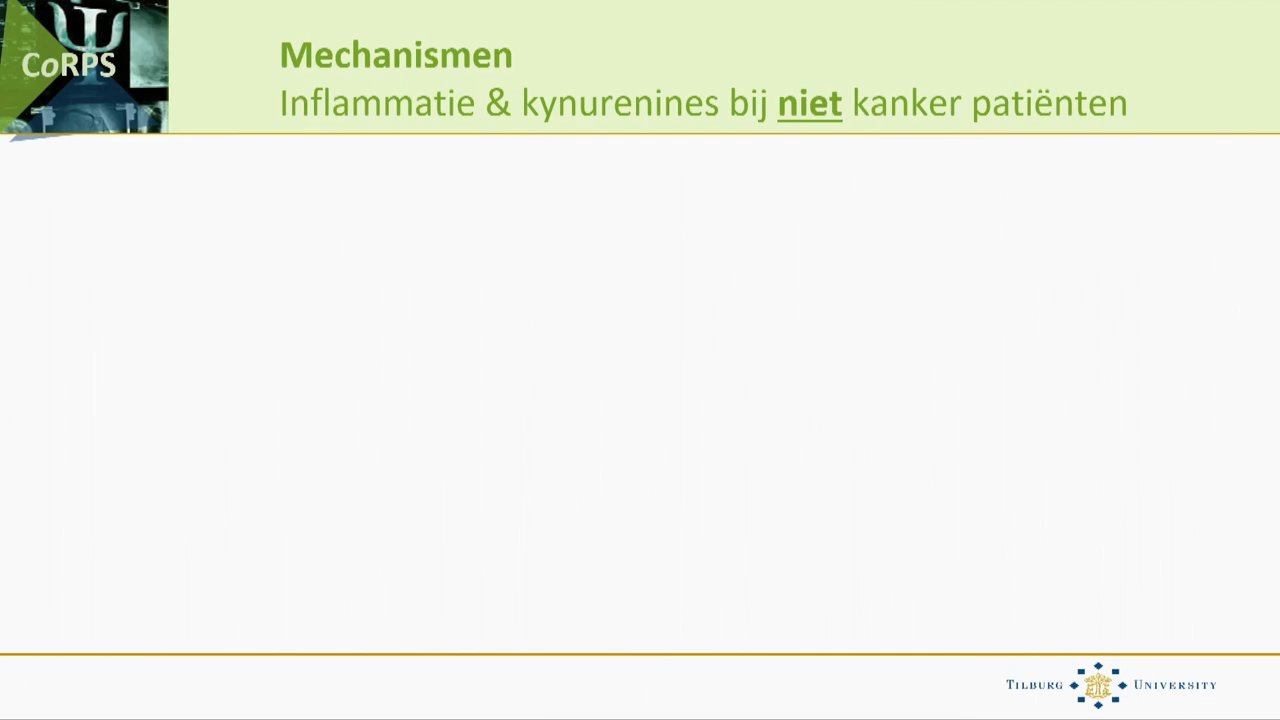 CoRPS
Mechanismen
Inflammatie & kynurenines bij niet kanker patiënten
TILBURG UNIVERSITY